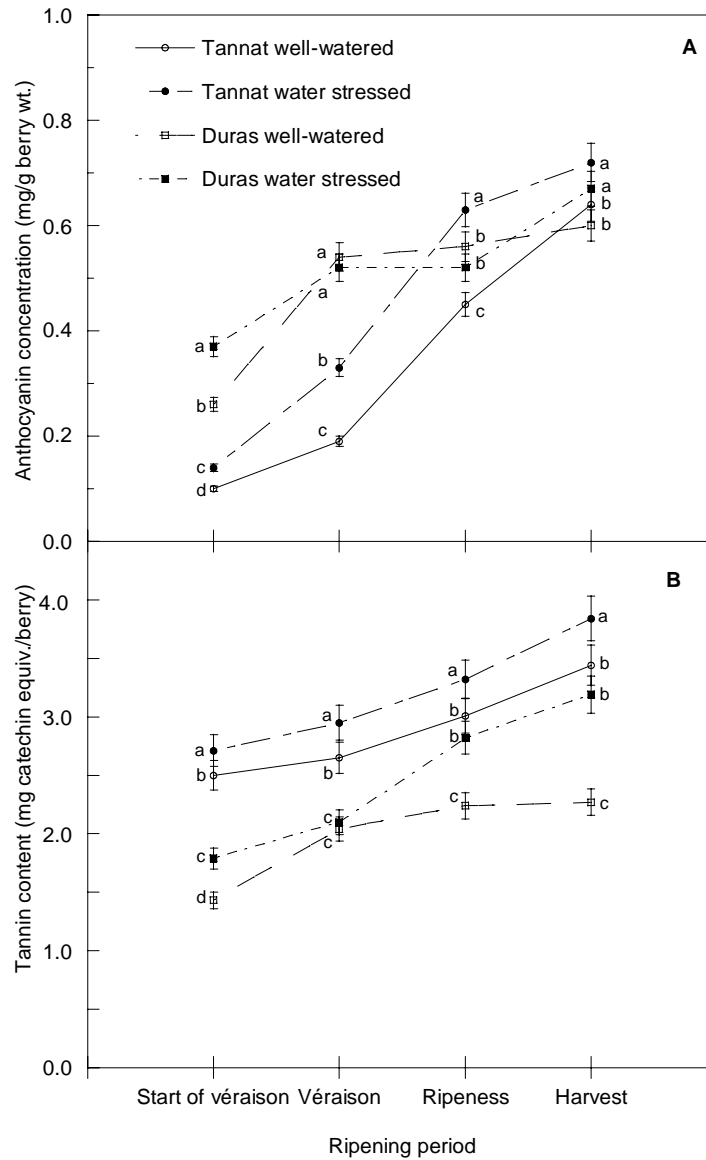 1.0
0.8
0.6
0.4
0.2
0.0
Anthocyanin concentration (mg/g berry wt.)
A
Tannat well-watered
Tannat water stressed
Duras well-watered
Duras water stressed
a
a
a
a
b
b
a
b
b
a
b
b
c
c
c
d
4.0
3.0
2.0
1.0
0.0
Tannin content (mg catechin equiv./berry)
B
a
a
b
a
b
b
a
b
b
c
c
c
c
c
d
Start of véraison
Véraison
Ripeness
Harvest
Ripening period